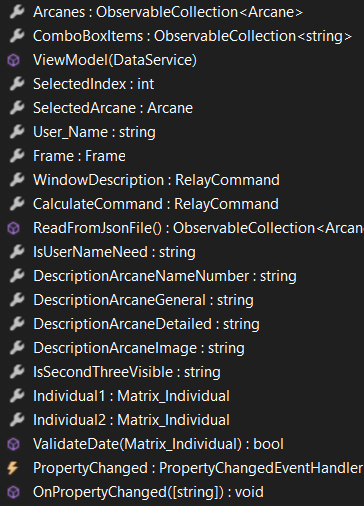 Arcanes : ObservableCollection<Arcane>
ComboBoxItems : ObservableCollection<string>
ViewModel(DataService)
SelectedIndex : int
SelectedArcane : Arcane
User_Name : string
Frame : Frame
WindowDescription : RelayCommand
CalculateCommand : RelayCommand
ReadFromJsonFile() : ObservableCollection<Arcane
IsUserNameNeed : string
DescriptionArcaneNameNumber : string
DescriptionArcaneGeneral : string
DescriptionArcaneDetailed : string
DescriptionArcaneImage : string
IsSecondThreeVisible : string
Individual1 : Matrix_Individual
Individual2 : Matrix_Individual
ValidateDate(Matrix_Individual) : bool
PropertyChanged : PropertyChangedEventHandler
OnPropertyChanged([string]) : void